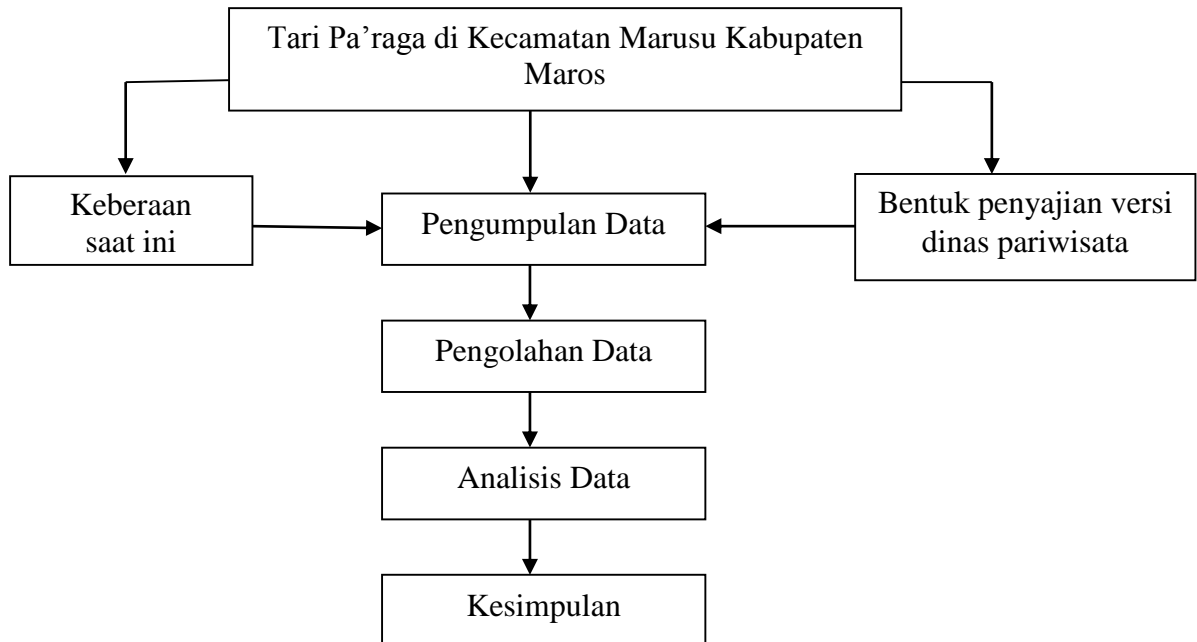 Tari Pa’raga di Kecamatan Marusu Kabupaten
Maros
Keberaan
saat ini
Pengumpulan Data
Bentuk penyajian versi
dinas pariwisata
Pengolahan Data
Analisis Data
Kesimpulan